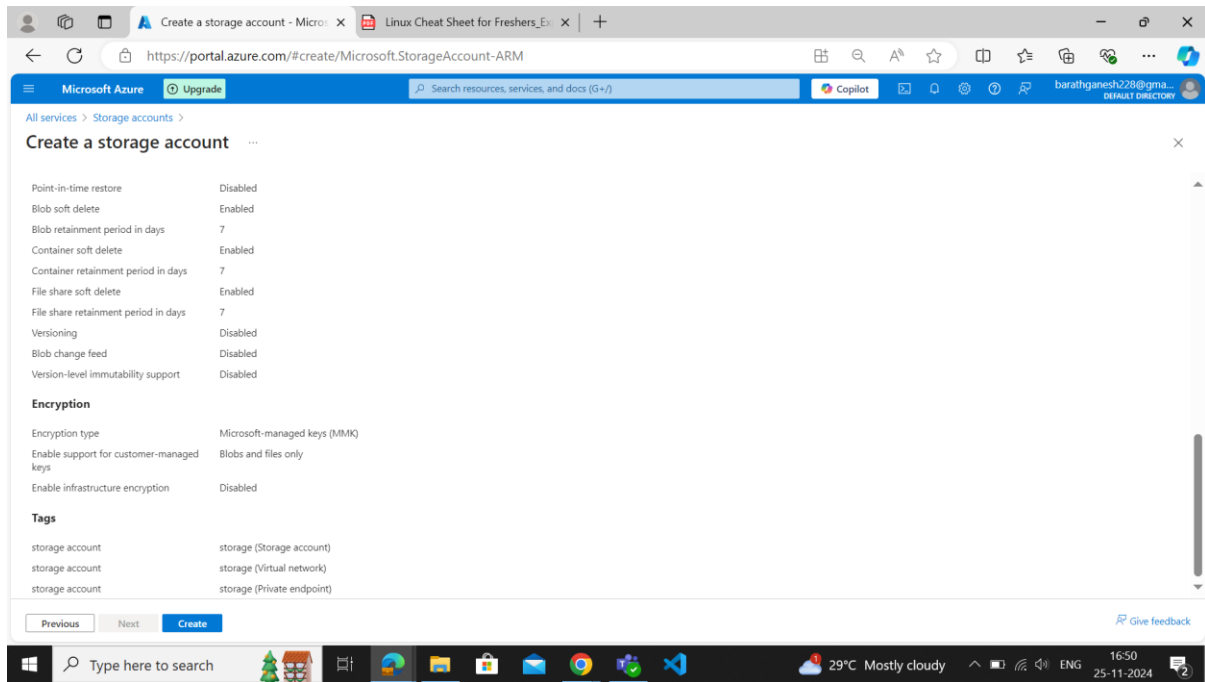 Create a storage account - Micros
Linux Cheat Sheet for Freshers_Ex
https://portal.azure.com/#create/Microsoft.StorageAccount-ARM
Microsoft Azure
Upgrade
Search resources, services, and docs (G+/)
Copilot
barathganesh228@gma...
DEFAULT DIRECTORY
All services > Storage accounts >
Create a storage account ...
Point-in-time restore Disabled
Blob soft delete Enabled
Blob retainment period in days 7
Container soft delete Enabled
Container retainment period in days 7
File share soft delete Enabled
File share retainment period in days 7
Versioning Disabled
Blob change feed Disabled
Version-level immutability support Disabled
Encryption
Encryption type Microsoft-managed keys (MMK)
Enable support for customer-managed Blobs and files only
keys
Enable infrastructure encryption Disabled
Tags
storage account storage (Storage account)
storage account storage (Virtual network)
storage account storage (Private endpoint)
Previous Next Create Give feedback
Type here to search
29°C Mostly cloudy
ENG
16:50
25-11-2024
2